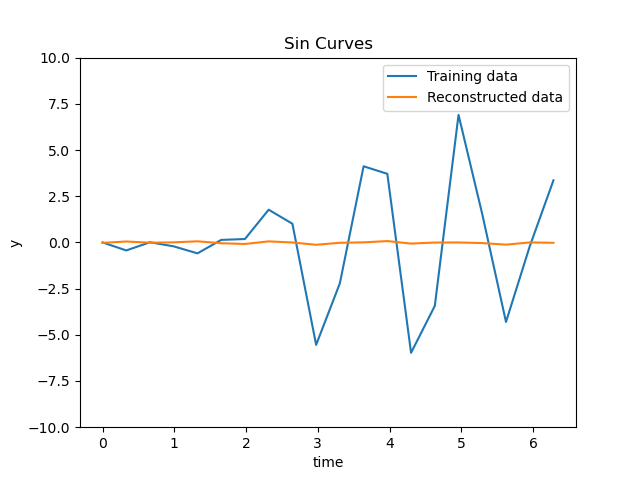 Sin Curves
Training data
Reconstructed data
10.0
7.5
5.0
2.5
0.0
−2.5
−5.0
−7.5
−10.0
y
0 1 2 3 4 5 6
time